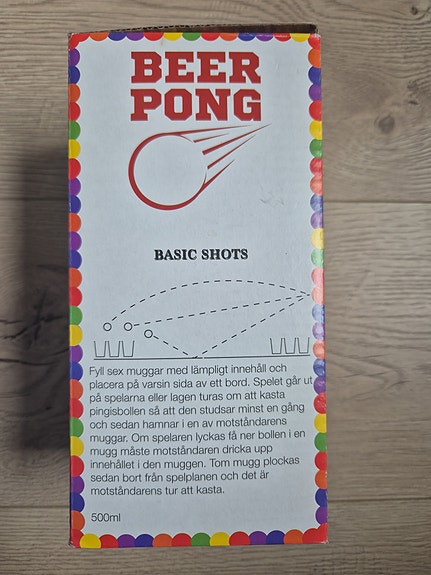 BEER
PONG
BASIC SHOTS
Fyll sex muggar med lämpligt innehåll och
placera på varsin sida av ett bord. Spelet går ut
på spelarna eller lagen turas om att kasta
pingisbollen så att den studsar minst en gång
och sedan hamnar i en av motståndarens
muggar. Om spelaren lyckas få ner bollen i en
mugg måste motståndaren dricka upp
innehållet i den muggen. Tom mugg plockas
sedan bort från spelplanen och det är
motståndarens tur att kasta.
500ml